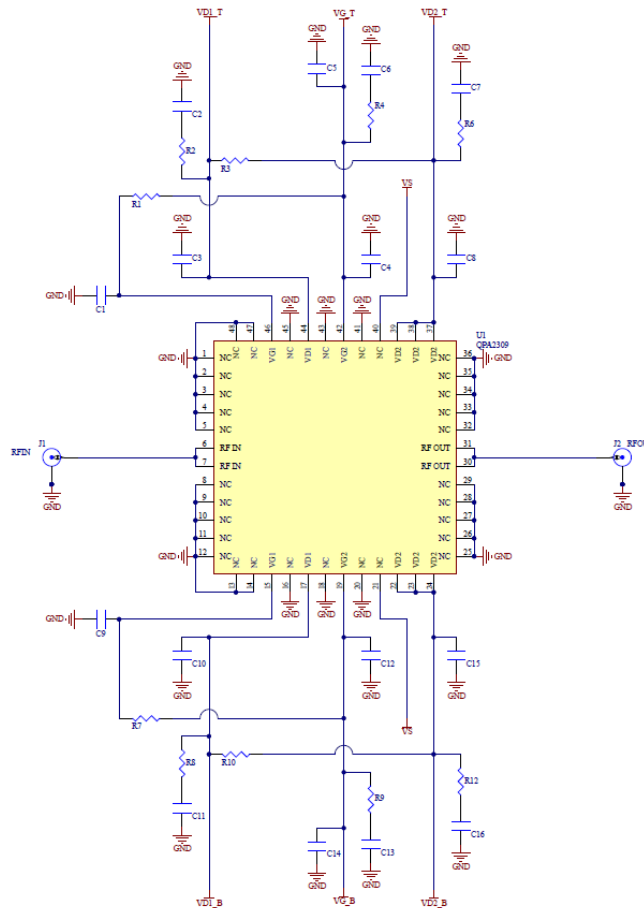 VD1_T VG_T VD2_T
GND GND
C5 C6
GND GND
C2 C7
R4
R2 R6
R3
VS
R1
GND GND GND
C3 C4 C8
GND C1
GND GND GND
48 47 46 45 44 43 42 41 40 39 38 37
U1
QPA2309
NC NC VG1 NC VD1 NC VG2 NC NC VD2 VD2 VD2
GND 1 NC NC 36 GND
2 NC NC 35
3 NC NC 34
4 NC NC 33
5 NC NC 32
RFIN J1 6 RF IN RF OUT 31 J2 RFOU
7 RF IN RF OUT 30
8 NC NC 29
GND 9 NC NC 28 GND
10 NC NC 27
11 NC NC 26
GND 12 NC NC 25 GND
NC NC VG1 NC VD1 NC VG2 NC NC VD2 VD2 VD2
13 14 15 16 17 18 19 20 21 22 23 24
GND GND GND
GND C9
C10 C12 C15
GND GND GND
R7 VS
R8 R10 R12
R9
C11 C16
GND C14 C13 GND
GND GND
VD1_B VG_B VD2_B